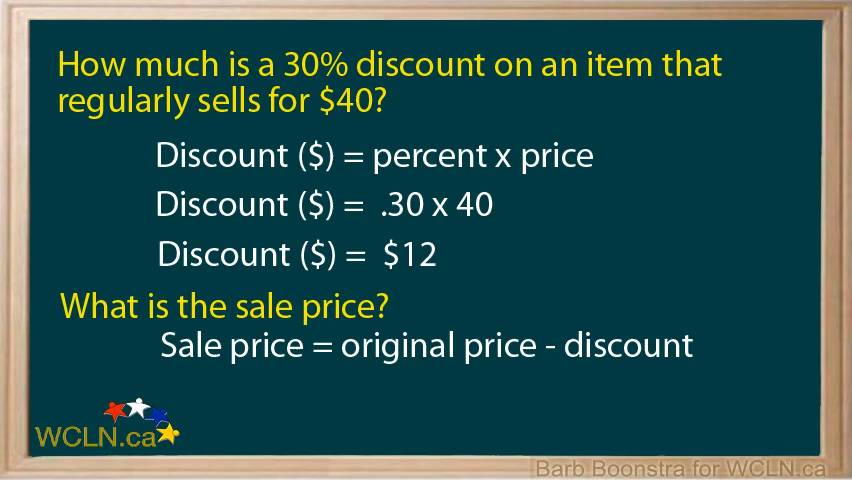 How much is a 30% discount on an item that
regularly sells for $40?
Discount ($) = percent x price
Discount ($) = .30 x 40
Discount ($) = $12
What is the sale price?
Sale price = original price - discount
WCLN.ca
Barb Boonstra for WCLN.ca